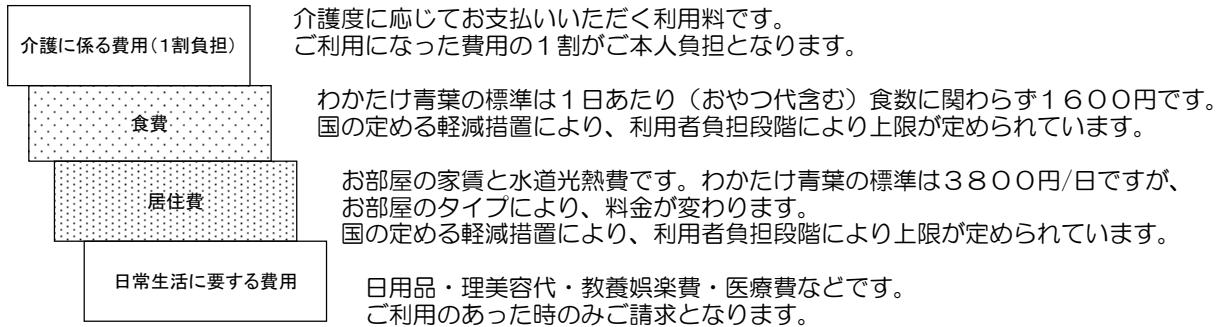 介護に係る費用(1割負担)
介護度に応じてお支払いいただく利用料です。
ご利用になった費用の１割がご本人負担となります。
食費
わかたけ青葉の標準は１日あたり（おやつ代含む）食数に関わらず１６００円です。
国の定める軽減措置により、利用者負担段階により上限が定められています。
居住費
お部屋の家賃と水道光熱費です。わかたけ青葉の標準は３８００円/日ですが、
お部屋のタイプにより、料金が変わります。
国の定める軽減措置により、利用者負担段階により上限が定められています。
日常生活に要する費用
日用品・理美容代・教養娯楽費・医療費などです。
ご利用のあった時のみご請求となります。